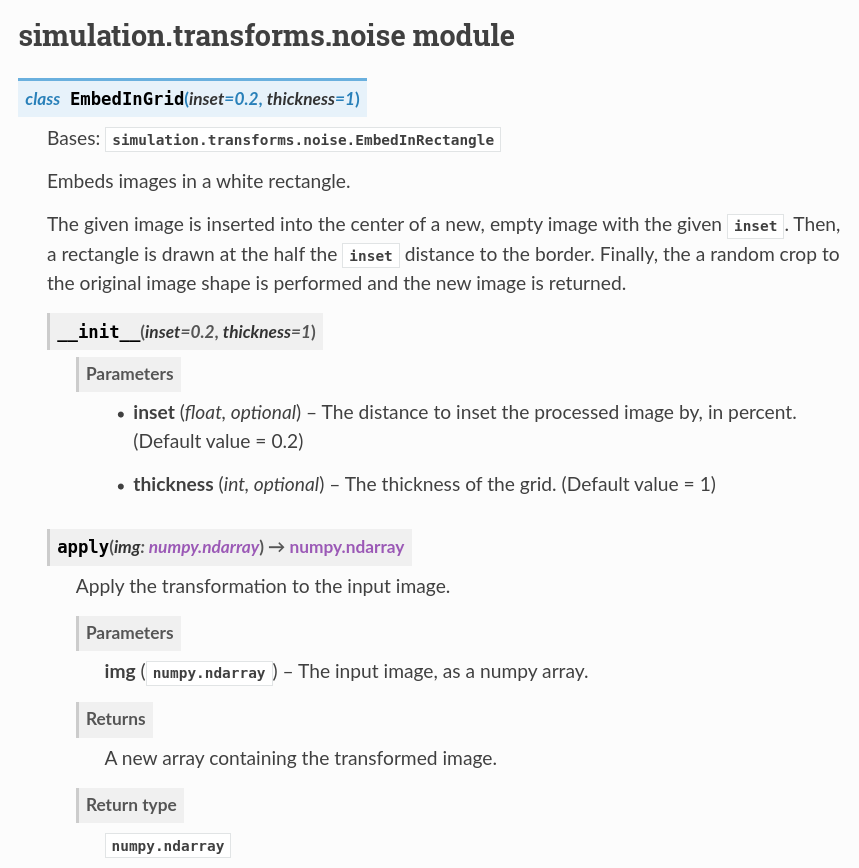 simulation.transforms.noise module
class EmbedInGrid(inset=0.2, thickness=1)
Bases: simulation.transforms.noise.EmbedInRectangle
Embeds images in a white rectangle.
The given image is inserted into the center of a new, empty image with the given inset. Then,
a rectangle is drawn at the half the inset distance to the border. Finally, the a random crop to
the original image shape is performed and the new image is returned.
__init__(inset=0.2, thickness=1)
Parameters
• inset (float, optional) – The distance to inset the processed image by, in percent.
(Default value = 0.2)
• thickness (int, optional) – The thickness of the grid. (Default value = 1)
apply(img: numpy.ndarray) → numpy.ndarray
Apply the transformation to the input image.
Parameters
img (numpy.ndarray) – The input image, as a numpy array.
Returns
A new array containing the transformed image.
Return type
numpy.ndarray